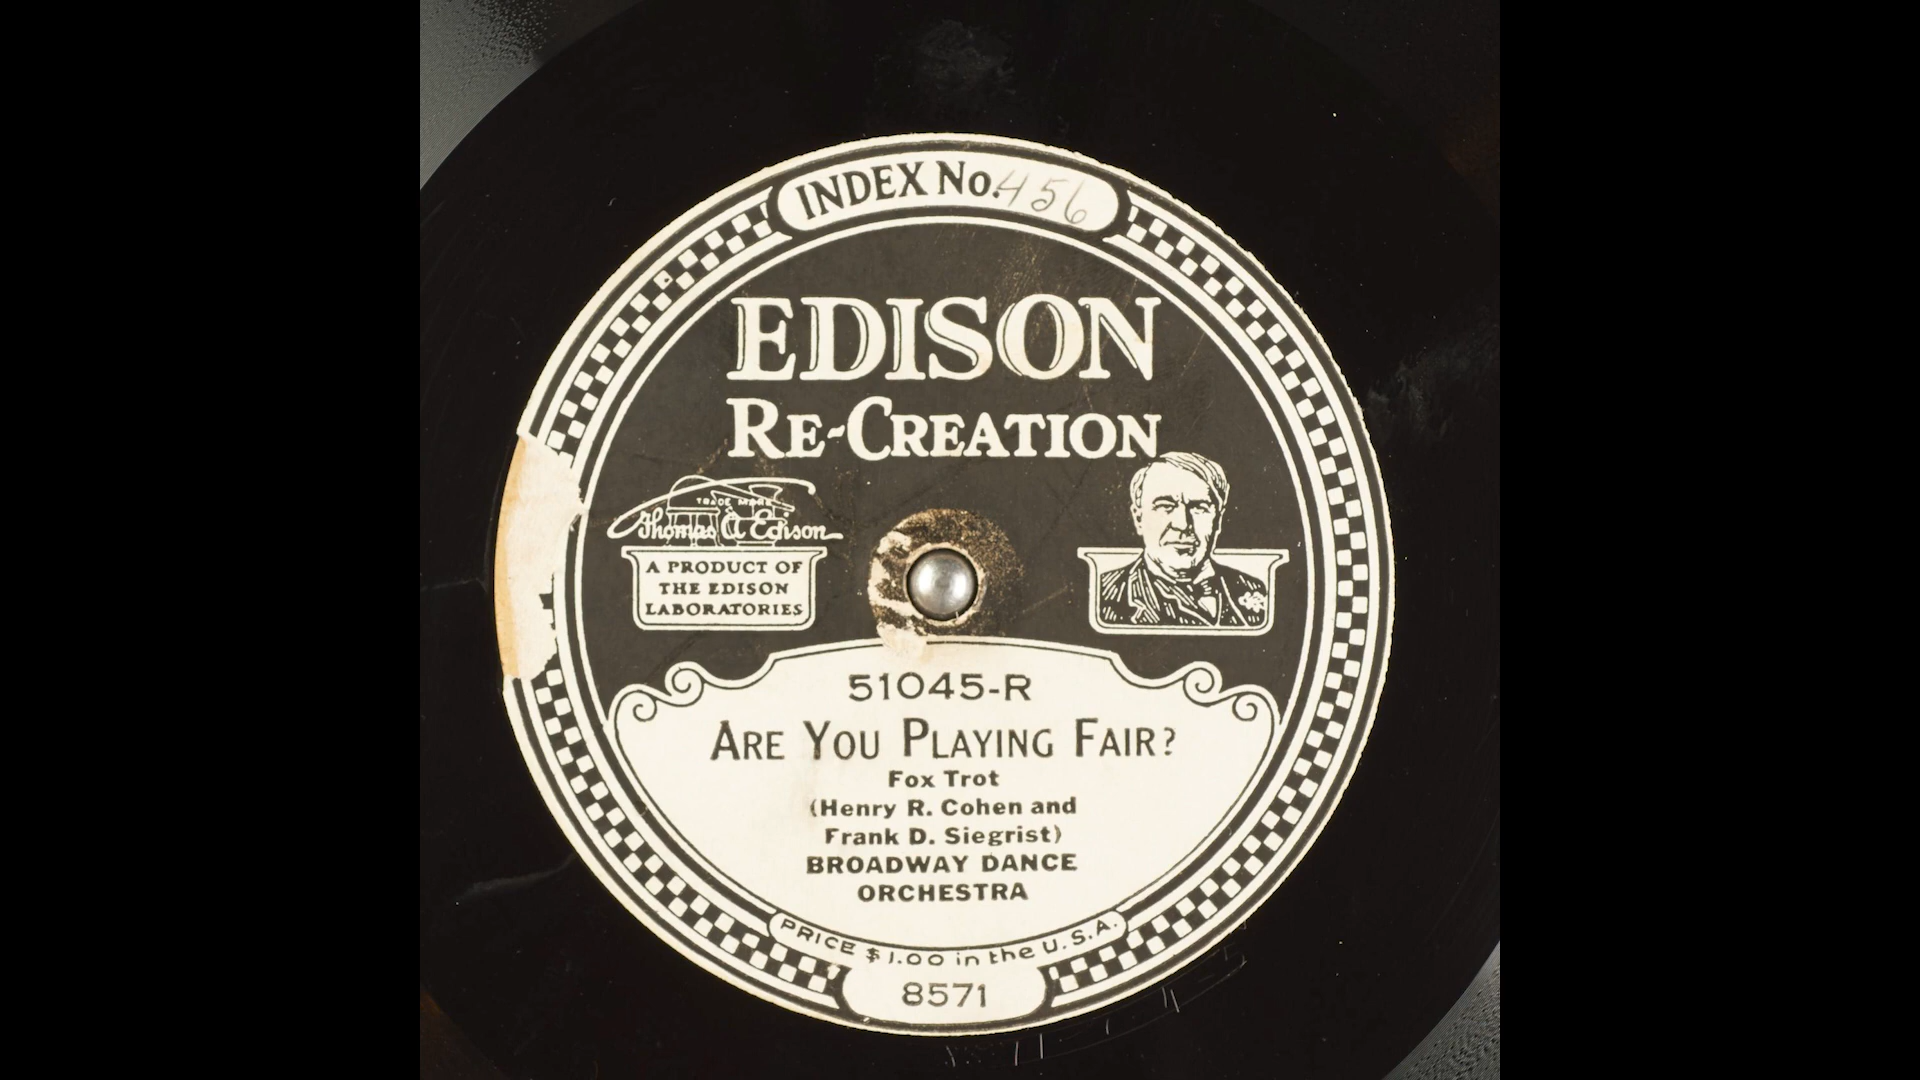 INDEX No. 456
EDISON
RE-CREATION
TRADE MARK
Thomas A Edison
A PRODUCT OF
THE EDISON
LABORATORIES
51045-R
ARE YOU PLAYING FAIR?
Fox Trot
(Henry R. Cohen and
Frank D. Siegrist)
BROADWAY DANCE
ORCHESTRA
PRICE $1.00 in the U.S.A.
8571